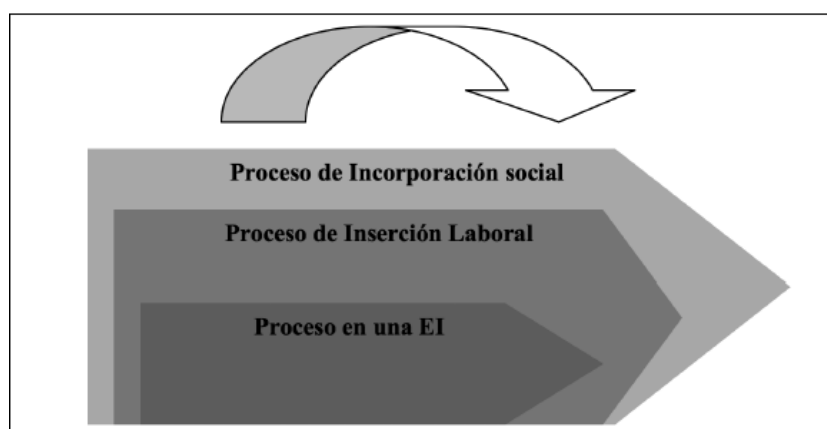 Proceso de Incorporación social
Proceso de Inserción Laboral
Proceso en una EI